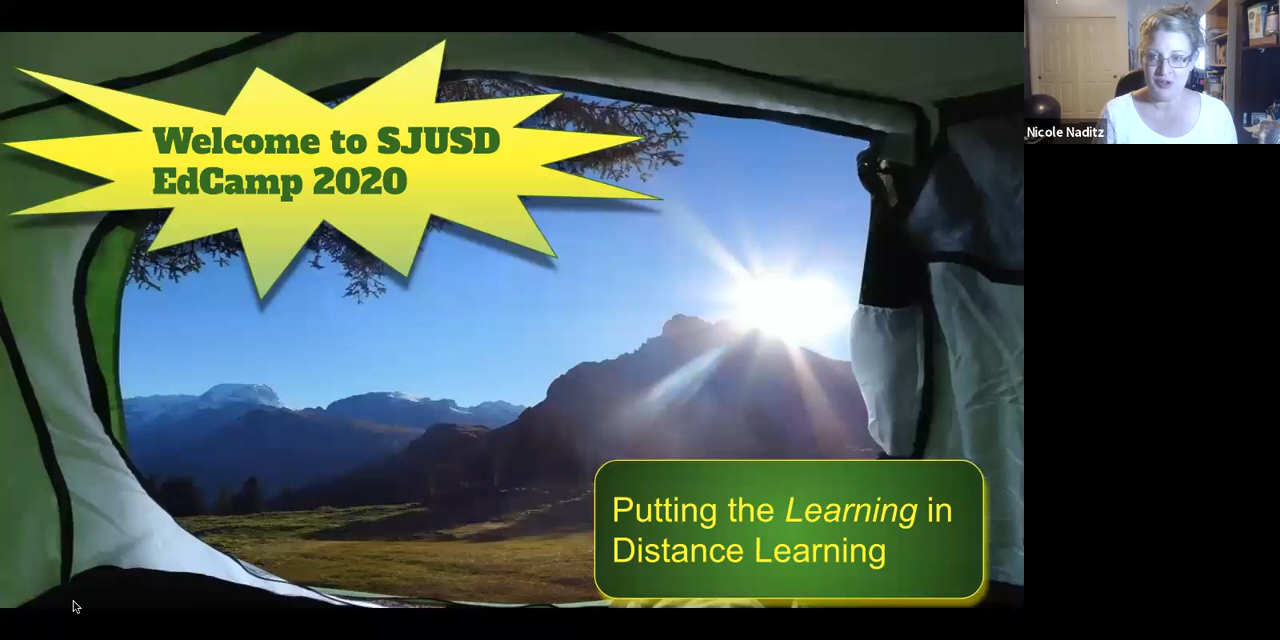 Welcome to SJUSD
EdCamp 2020
Nicole Naditz
Putting the Learning in
Distance Learning